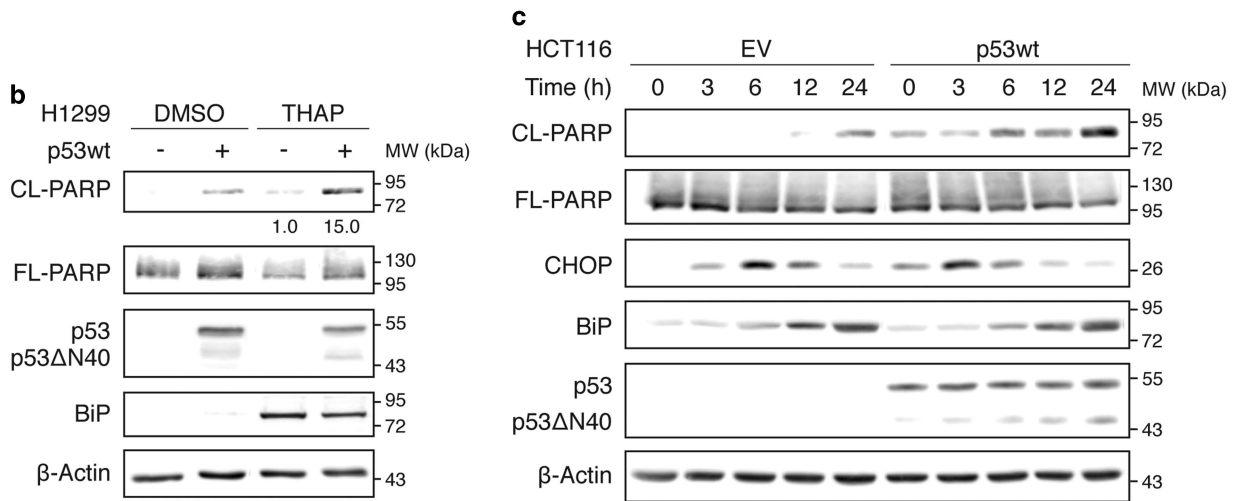 b
H1299 DMSO THAP
p53wt - + - + MW (kDa)
CL-PARP 95
72
1.0 15.0
FL-PARP 130
95
p53 55
p53ΔN40 43
BiP 95
72
β-Actin 43
c
HCT116 EV p53wt
Time (h) 0 3 6 12 24 0 3 6 12 24 MW (kDa)
CL-PARP 95
72
FL-PARP 130
95
CHOP 26
BiP 95
72
p53 55
p53ΔN40 43
β-Actin 43